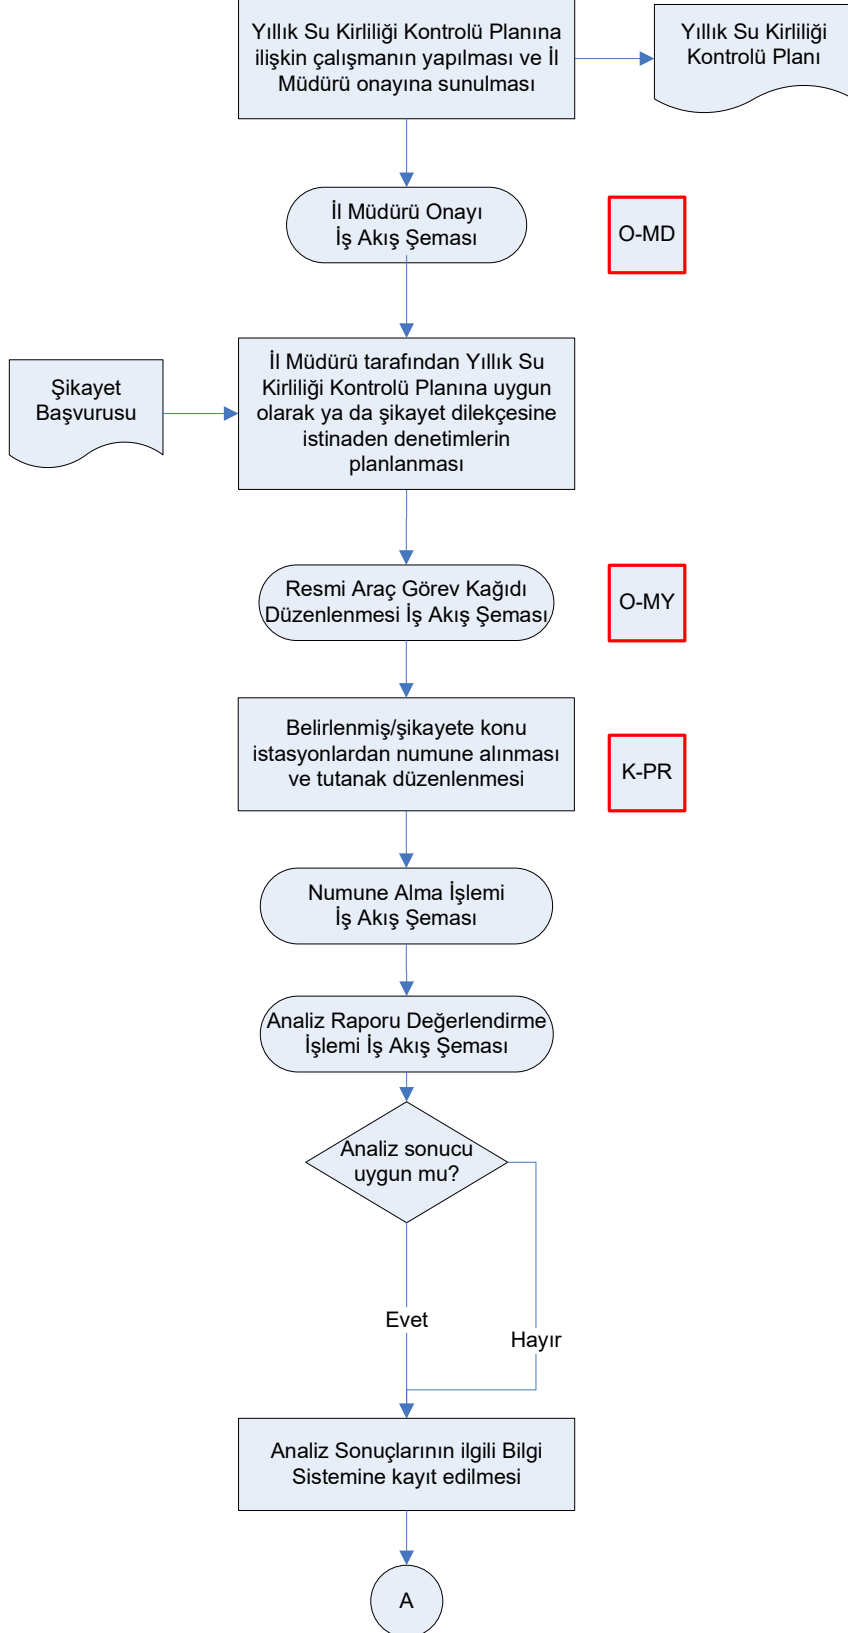 Yıllık Su Kirliliği Kontrolü Planına
ilişkin çalışmanın yapılması ve İl
Müdürü onayına sunulması
Yıllık Su Kirliliği
Kontrolü Planı
İl Müdürü Onayı
İş Akış Şeması
O-MD
Şikayet
Başvurusu
İl Müdürü tarafından Yıllık Su
Kirliliği Kontrolü Planına uygun
olarak ya da şikayet dilekçesine
istinaden denetimlerin
planlanması
Resmi Araç Görev Kağıdı
Düzenlenmesi İş Akış Şeması
O-MY
Belirlenmiş/şikayete konu
istasyonlardan numune alınması
ve tutanak düzenlenmesi
K-PR
Numune Alma İşlemi
İş Akış Şeması
Analiz Raporu Değerlendirme
İşlemi İş Akış Şeması
Analiz sonucu
uygun mu?
Evet
Hayır
Analiz Sonuçlarının ilgili Bilgi
Sistemine kayıt edilmesi
A